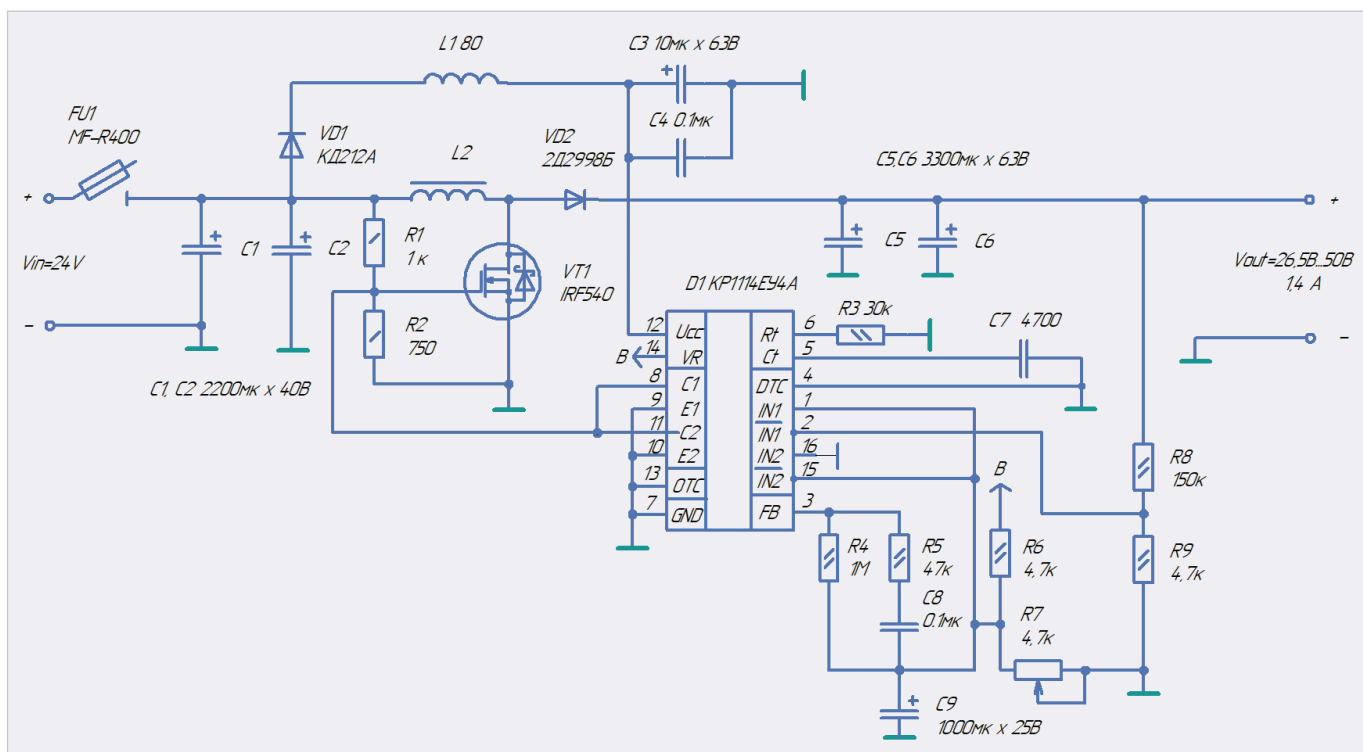 L1 80
C3 10мк x 63В
FU1
MF-R400
VD1
КД212А
C4 0.1мк
L2
VD2
2Д2998Б
C5,C6 3300мк x 63В
+
+
+
+
+
+
+
Vin=24V
C1
C2
R1
1к
VT1
IRF540
C5
C6
Vout=26,5В...50В
1,4 А
D1 КР1114ЕУ4А
R3 30к
C7 4700
R2
750
-
-
C1, C2 2200мк x 40В
B
12 Ucc
14 VR
8 C1
9 E1
11 C2
10 E2
13 OTC
7 GND
Rt 6
Ct 5
DTC 4
IN1 1
IN1 2
IN2 16
IN2 15
FB 3
B
R8
150к
R4
1М
R5
47к
R6
4,7к
R9
4,7к
C8
0.1мк
R7
4,7к
+
C9
1000мк x 25В